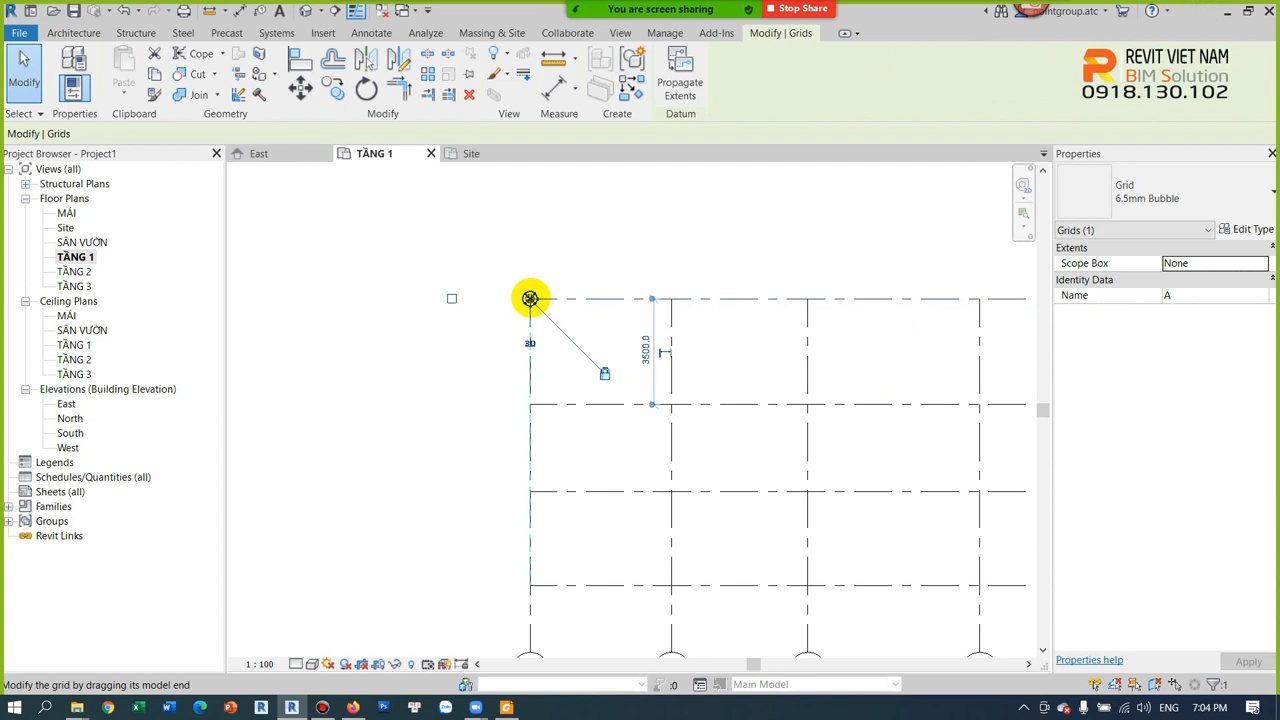 You are screen sharing
Stop Share
aintgroup.atc
File
Architecture
Structure
Steel
Precast
Systems
Insert
Annotate
Analyze
Massing & Site
Collaborate
View
Manage
Add-Ins
Modify | Grids
Modify
Paste
Cope
Cut
Join
Propagate
Extents
Select
Properties
Clipboard
Geometry
Modify
View
Measure
Create
Datum
REVIT VIET NAM
BIM Solution
0918.130.102
Modify | Grids
Project Browser - Project1
Views (all)
Structural Plans
Floor Plans
MÁI
Site
SÂN VƯỜN
TẦNG 1
TẦNG 2
TẦNG 3
Ceiling Plans
MÁI
SÂN VƯỜN
TẦNG 1
TẦNG 2
TẦNG 3
Elevations (Building Elevation)
East
North
South
West
Legends
Schedules/Quantities (all)
Sheets (all)
Families
Groups
Revit Links
East
TẦNG 1
Site
3D
3500.0
2D
Properties
Grid
6.5mm Bubble
Grids (1)
Edit Type
Extents
Scope Box
None
Identity Data
Name
A
Properties help
Apply
1 : 100
Modify the grid by dragging its model end
:0
Main Model
:1
ENG
7:04 PM